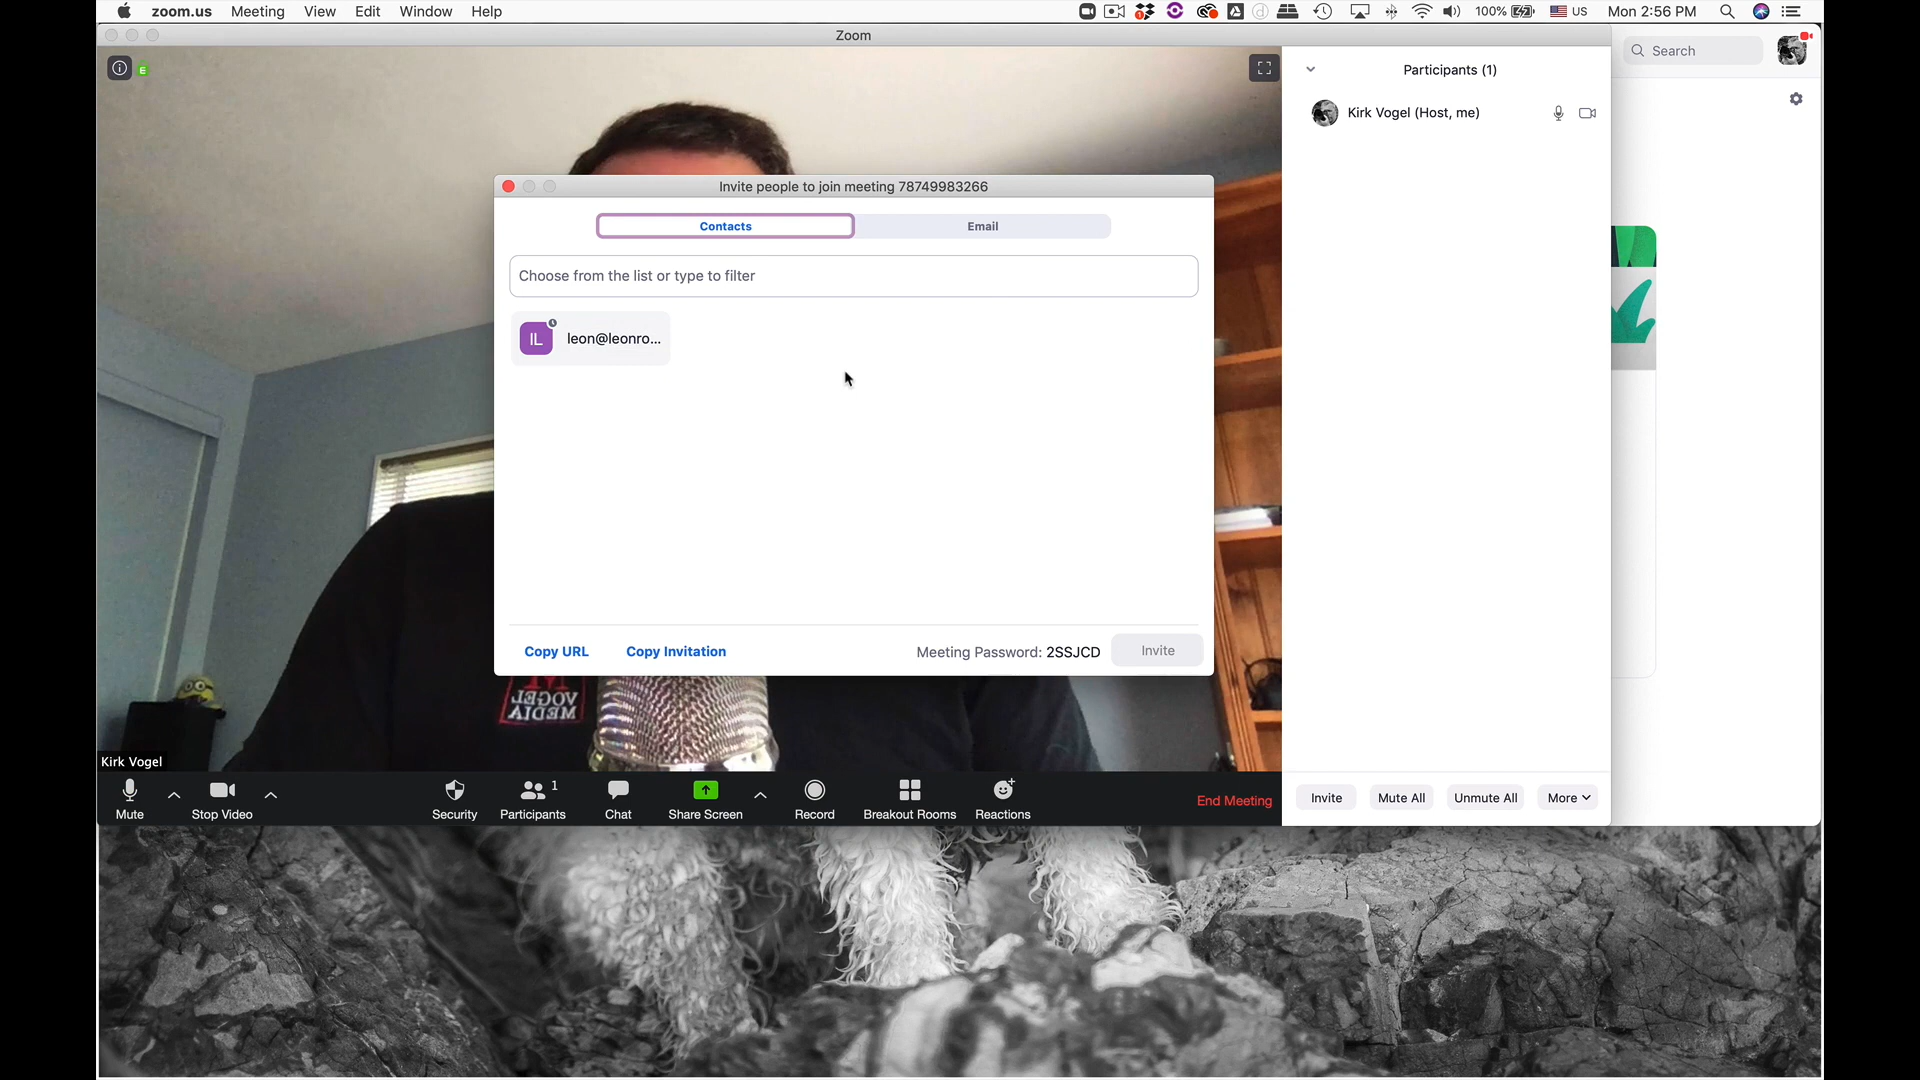 zoom.us Meeting View Edit Window Help 100% US Mon 2:56 PM
Zoom
Search
E
Participants (1)
Kirk Vogel (Host, me)
Invite people to join meeting 78749983266
Contacts Email
Choose from the list or type to filter
IL leon@leonro...
Copy URL Copy Invitation Meeting Password: 2SSJCD Invite
VOGEL
MEDIA
Kirk Vogel
Mute Stop Video Security Participants 1 Chat Share Screen Record Breakout Rooms Reactions End Meeting
Invite Mute All Unmute All More